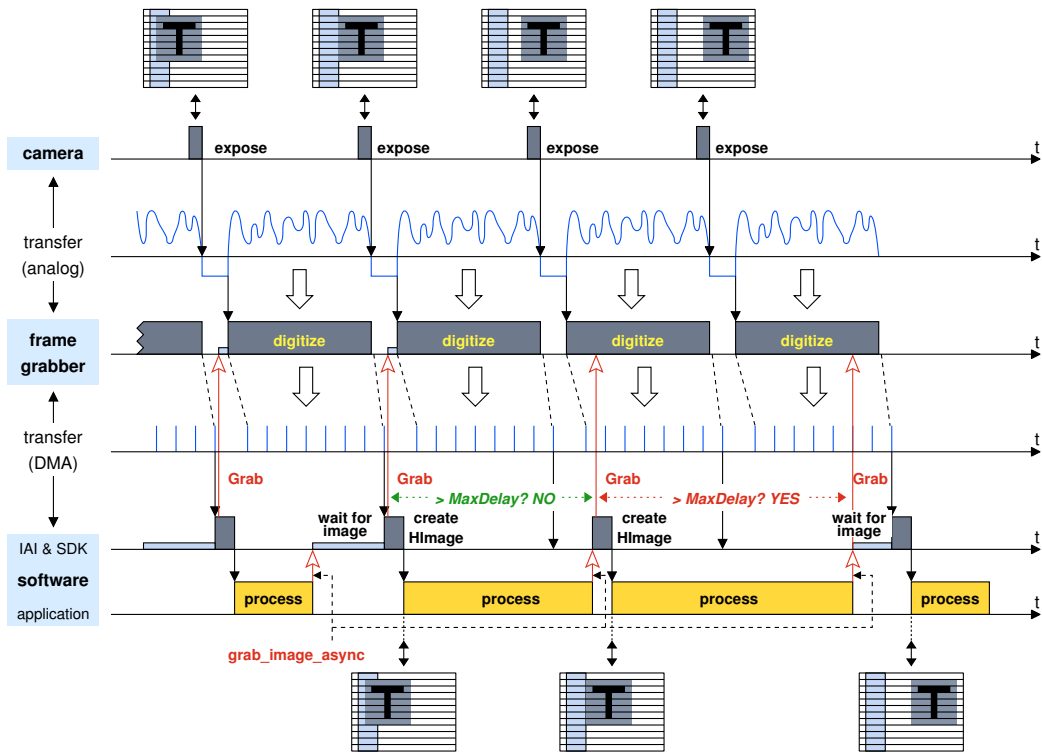 T T T T
expose expose expose expose t
camera
transfer
(analog)
t
frame
grabber
digitize digitize digitize digitize t
transfer
(DMA)
t
Grab Grab Grab Grab
> MaxDelay? NO > MaxDelay? YES
wait for
image
create
HImage
create
HImage
wait for
image
IAI & SDK
t
software
process process process process
application
t
grab_image_async
T T T